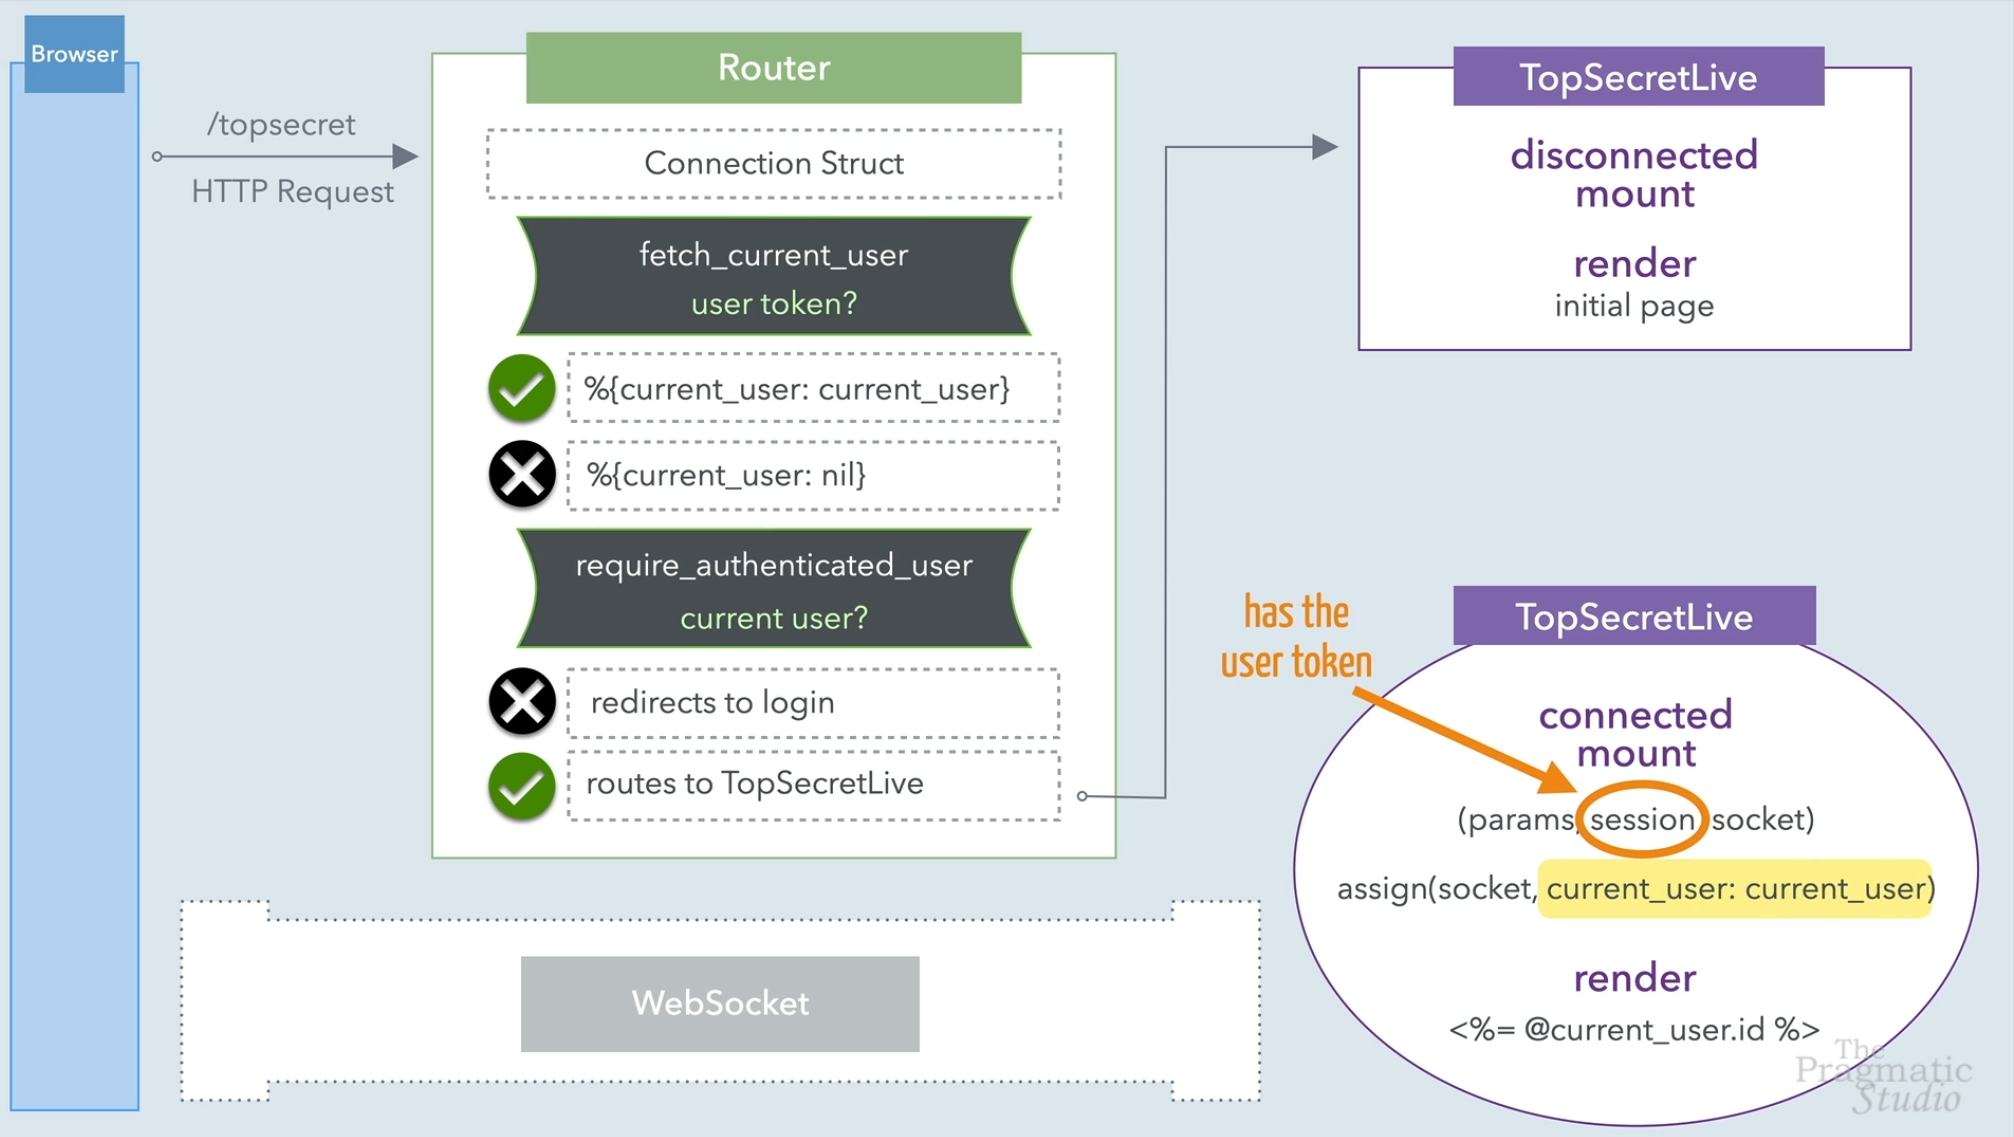 Browser
/topsecret
HTTP Request
Router
Connection Struct
fetch_current_user
user token?
%{current_user: current_user}
%{current_user: nil}
require_authenticated_user
current user?
redirects to login
routes to TopSecretLive
WebSocket
TopSecretLive
disconnected
mount
render
initial page
has the
user token
TopSecretLive
connected
mount
(params, session, socket)
assign(socket, current_user: current_user)
render
<%= @current_user.id %>
The
Pragmatic
Studio